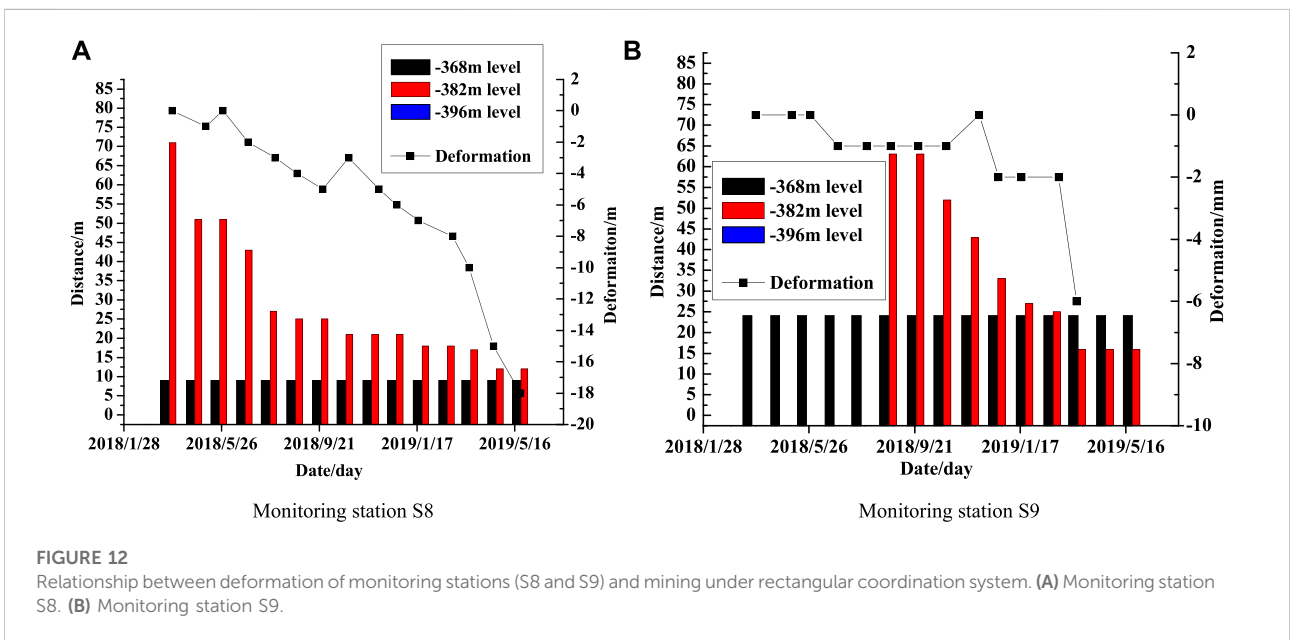 A
-368m level
-382m level
-396m level
Deformation
85
80
75
70
65
60
55
50
45
40
35
30
25
20
15
10
5
0
Distance/m
2
0
-2
-4
-6
-8
-10
-12
-14
-16
-18
-20
Deformaiton/m
2018/1/28 2018/5/26 2018/9/21 2019/1/17 2019/5/16
Date/day
Monitoring station S8
B
-368m level
-382m level
-396m level
Deformation
85
80
75
70
65
60
55
50
45
40
35
30
25
20
15
10
5
0
Distance/m
2
0
-2
-4
-6
-8
-10
Deformaiton/mm
2018/1/28 2018/5/26 2018/9/21 2019/1/17 2019/5/16
Date/day
Monitoring station S9
FIGURE 12
Relationship between deformation of monitoring stations (S8 and S9) and mining under rectangular coordination system. (A) Monitoring station
S8. (B) Monitoring station S9.